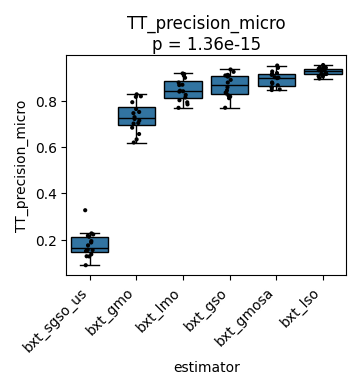 TT_precision_micro
p = 1.36e-15
TT_precision_micro
0.8
0.6
0.4
0.2
bxt_sgso_us
bxt_gmo
bxt_lmo
bxt_gso
bxt_gmosa
bxt_lso
estimator